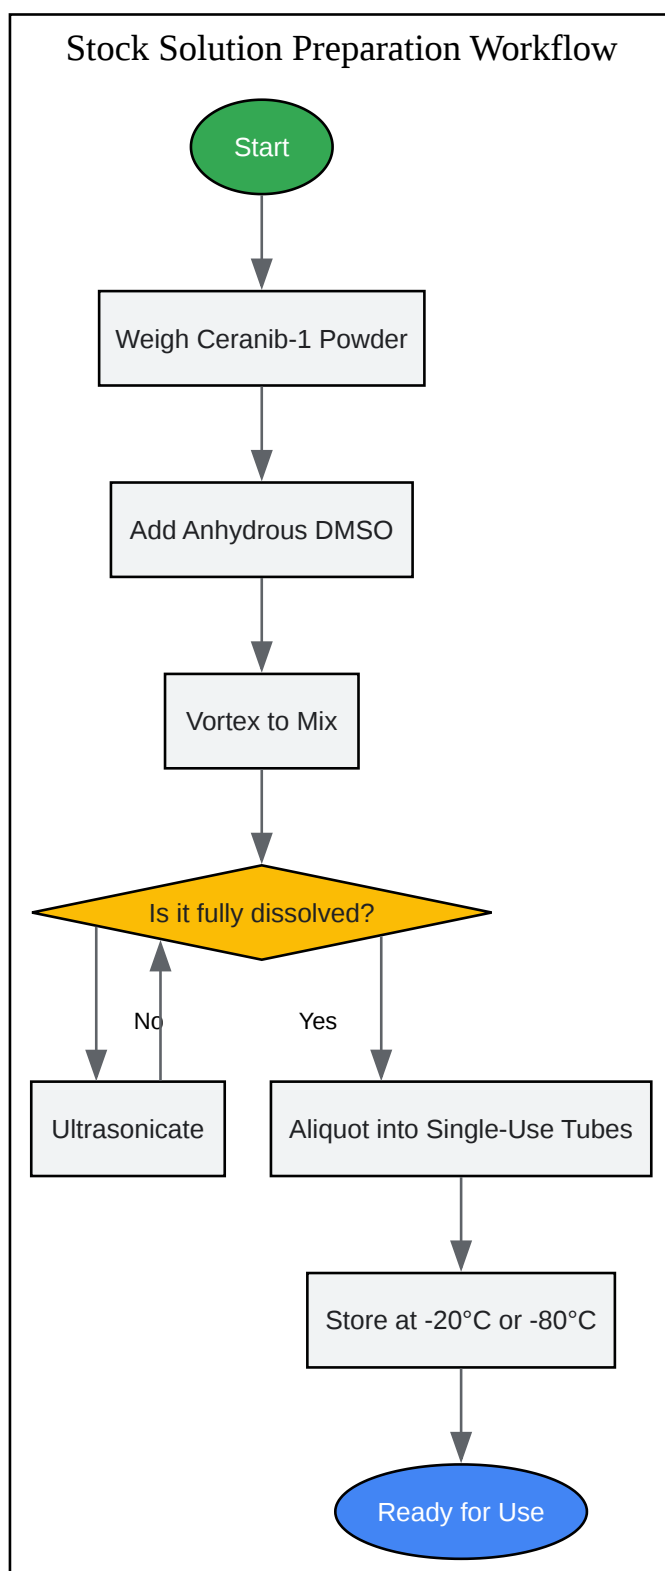 Stock Solution Preparation Workflow
Start
Weigh Ceranib-1 Powder
Add Anhydrous DMSO
Vortex to Mix
Is it fully dissolved?
No
Yes
Ultrasonicate
Aliquot into Single-Use Tubes
Store at -20°C or -80°C
Ready for Use